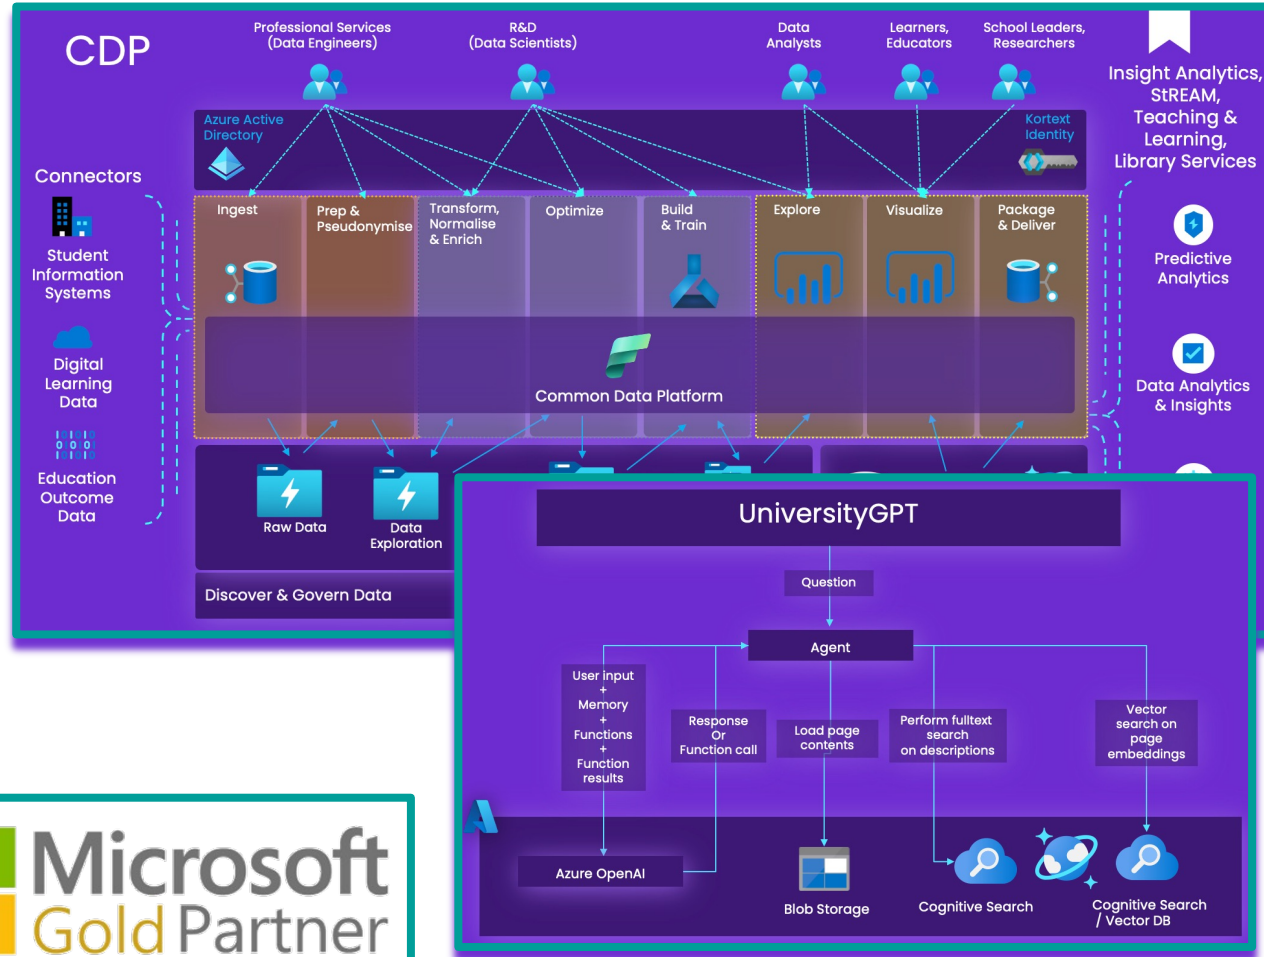 CDP
Professional Services
(Data Engineers)
R&D
(Data Scientists)
Data
Analysts
Learners,
Educators
School Leaders,
Researchers
Insight Analytics,
StREAM,
Teaching &
Learning,
Library Services
Azure Active
Directory
Kortext
Identity
Connectors
Student
Information
Systems
Digital
Learning
Data
Education
Outcome
Data
Ingest
Prep &
Pseudonymise
Transform,
Normalise
& Enrich
Optimize
Build
& Train
Explore
Visualize
Package
& Deliver
Common Data Platform
Predictive
Analytics
Data Analytics
& Insights
Raw Data
Data
Exploration
Discover & Govern Data
UniversityGPT
Question
Agent
User input
+
Memory
+
Functions
+
Function
results
Response
Or
Function call
Load page
contents
Perform fulltext
search
on descriptions
Vector
search on
page
embeddings
Azure OpenAI
Blob Storage
Cognitive Search
Cognitive Search
/ Vector DB
Microsoft
Gold Partner